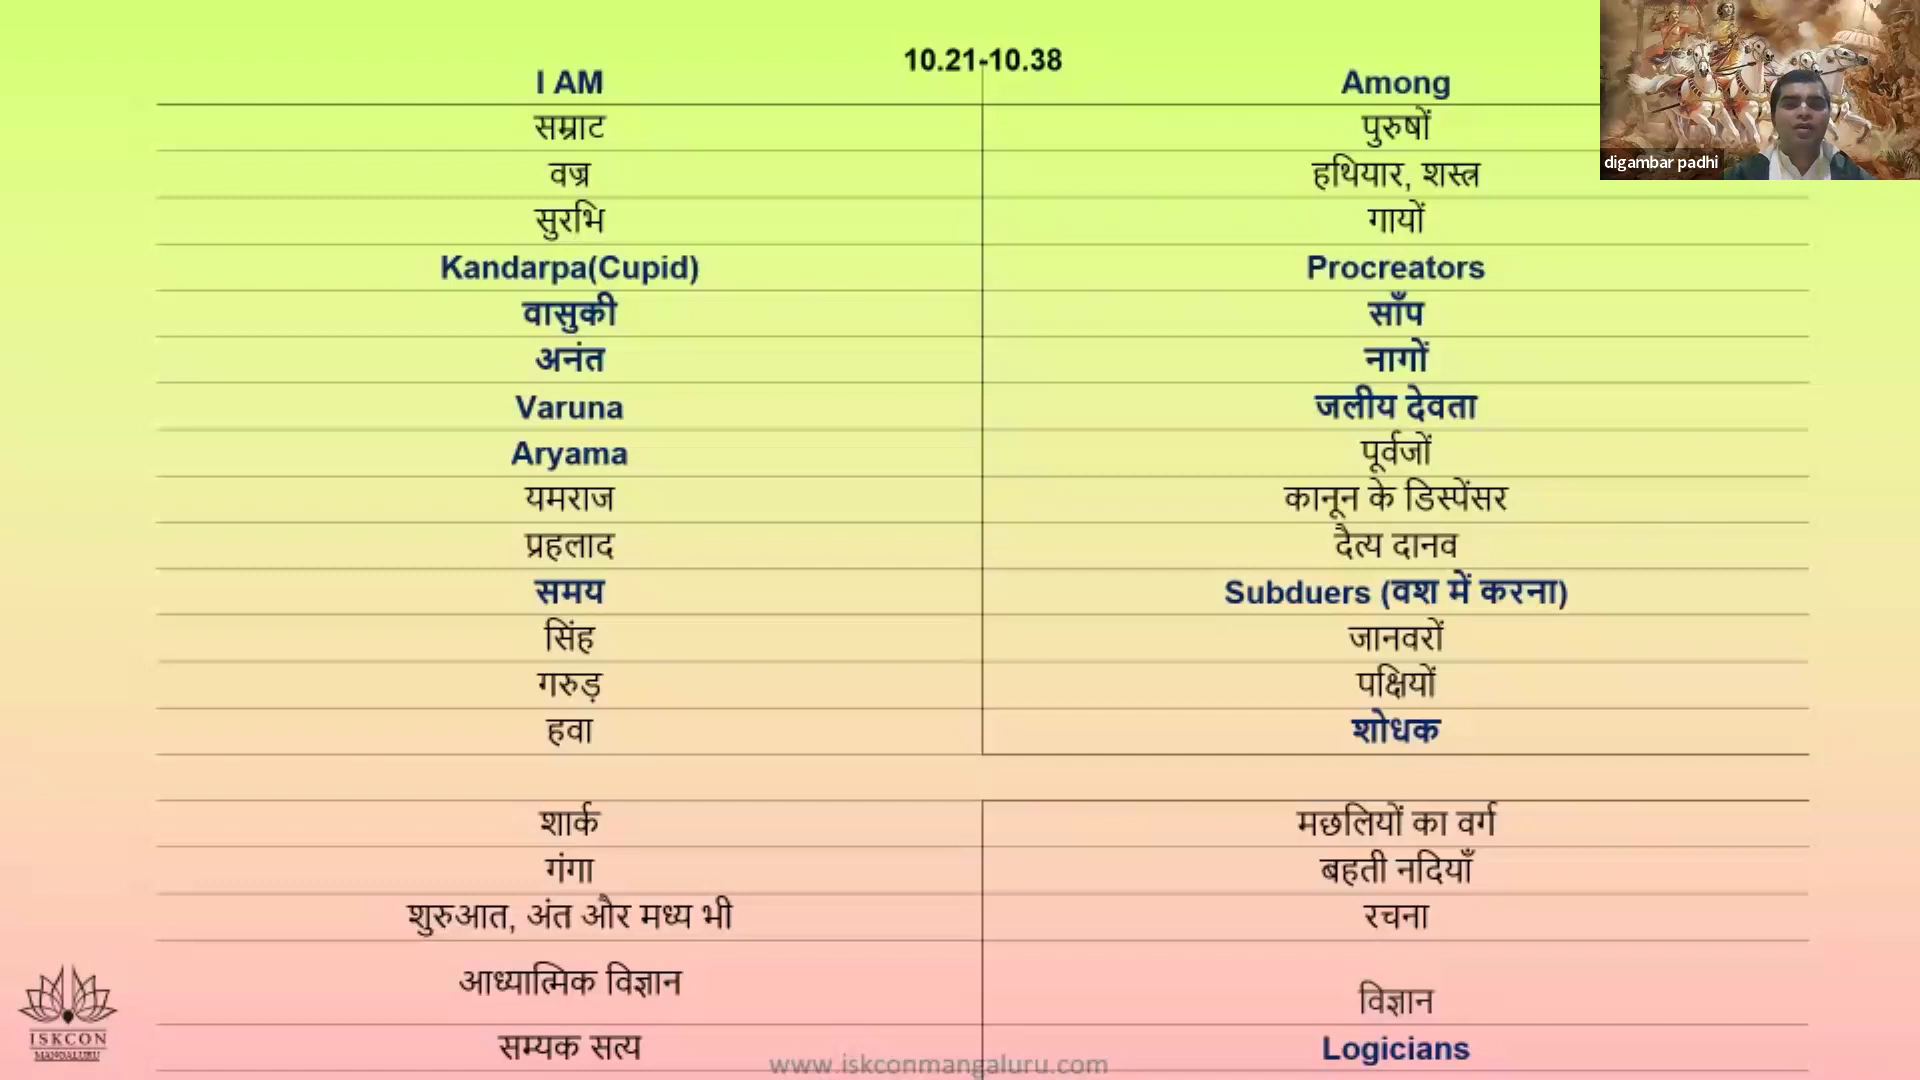 10.21-10.38
I AM Among
सम्राट पुरुषों
वज्र हथियार, शस्त्र
सुरभि गायों
Kandarpa(Cupid) Procreators
वासुकी साँप
अनंत नागों
Varuna जलीय देवता
Aryama पूर्वजों
यमराज कानून के डिस्पेंसर
प्रहलाद दैत्य दानव
समय Subduers (वश में करना)
सिंह जानवरों
गरुड़ पक्षियों
हवा शोधक
शार्क मछलियों का वर्ग
गंगा बहती नदियाँ
शुरुआत, अंत और मध्य भी रचना
आध्यात्मिक विज्ञान विज्ञान
सम्यक सत्य Logicians
digambar padhi
ISKCON
MANGALURU
www.iskconmangaluru.com